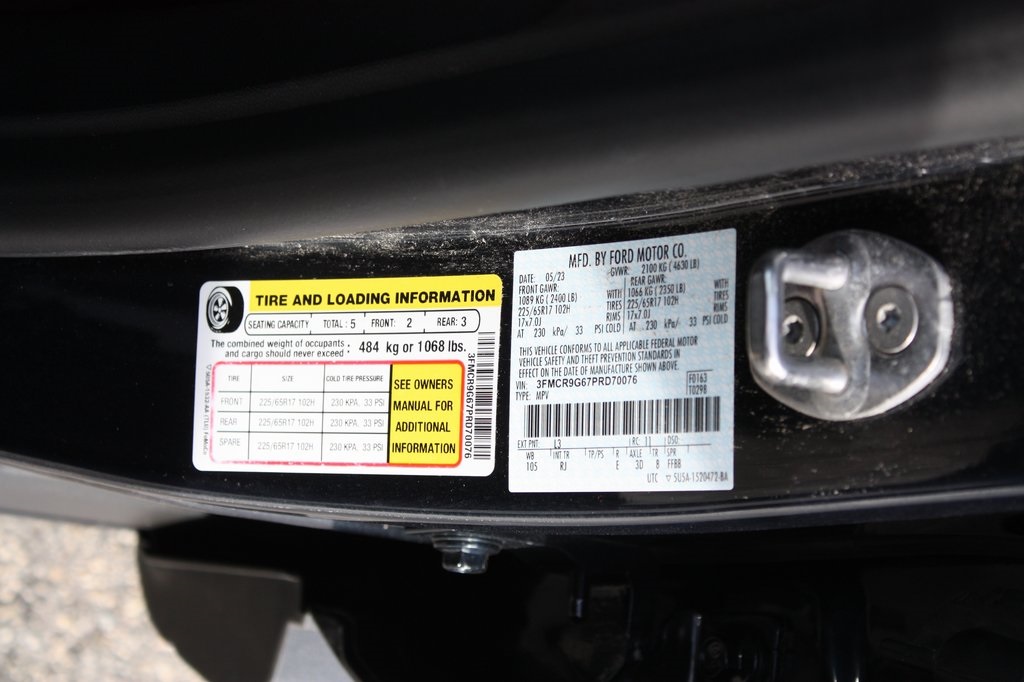 TIRE AND LOADING INFORMATION
SEATING CAPACITY TOTAL : 5 FRONT: 2 REAR: 3
The combined weight of occupants
and cargo should never exceed 484 kg or 1068 lbs.
TIRE SIZE COLD TIRE PRESSURE
FRONT 225/65R17 102H 230 KPA, 33 PSI
REAR 225/65R17 102H 230 KPA, 33 PSI
SPARE 225/65R17 102H 230 KPA, 33 PSI
SEE OWNERS
MANUAL FOR
ADDITIONAL
INFORMATION
3FMCR9G67PRD70076
MFD. BY FORD MOTOR CO.
DATE: 05/23 GVWR: 2100 KG ( 4630 LB)
FRONT GAWR: REAR GAWR:
1089 KG ( 2400 LB) WITH 1066 KG ( 2350 LB) WITH
225/65R17 102H TIRES 225/65R17 102H TIRES
17x7.0J RIMS 17x7.0J RIMS
AT 230 kPa/ 33 PSI COLD AT 230 kPa/ 33 PSI COLD
THIS VEHICLE CONFORMS TO ALL APPLICABLE FEDERAL MOTOR
VEHICLE SAFETY AND THEFT PREVENTION STANDARDS IN
EFFECT ON THE DATE OF MANUFACTURE SHOWN ABOVE.
VIN: 3FMCR9G67PRD70076 F0163
TYPE: MPV T0298
EXT PNT: L3 RC: 11 DSO:
WB INT TR TP/PS R AXLE TR SPR
105 RJ E 3D 8 FFBB
UTC ▽ 5U5A-1520472-BA